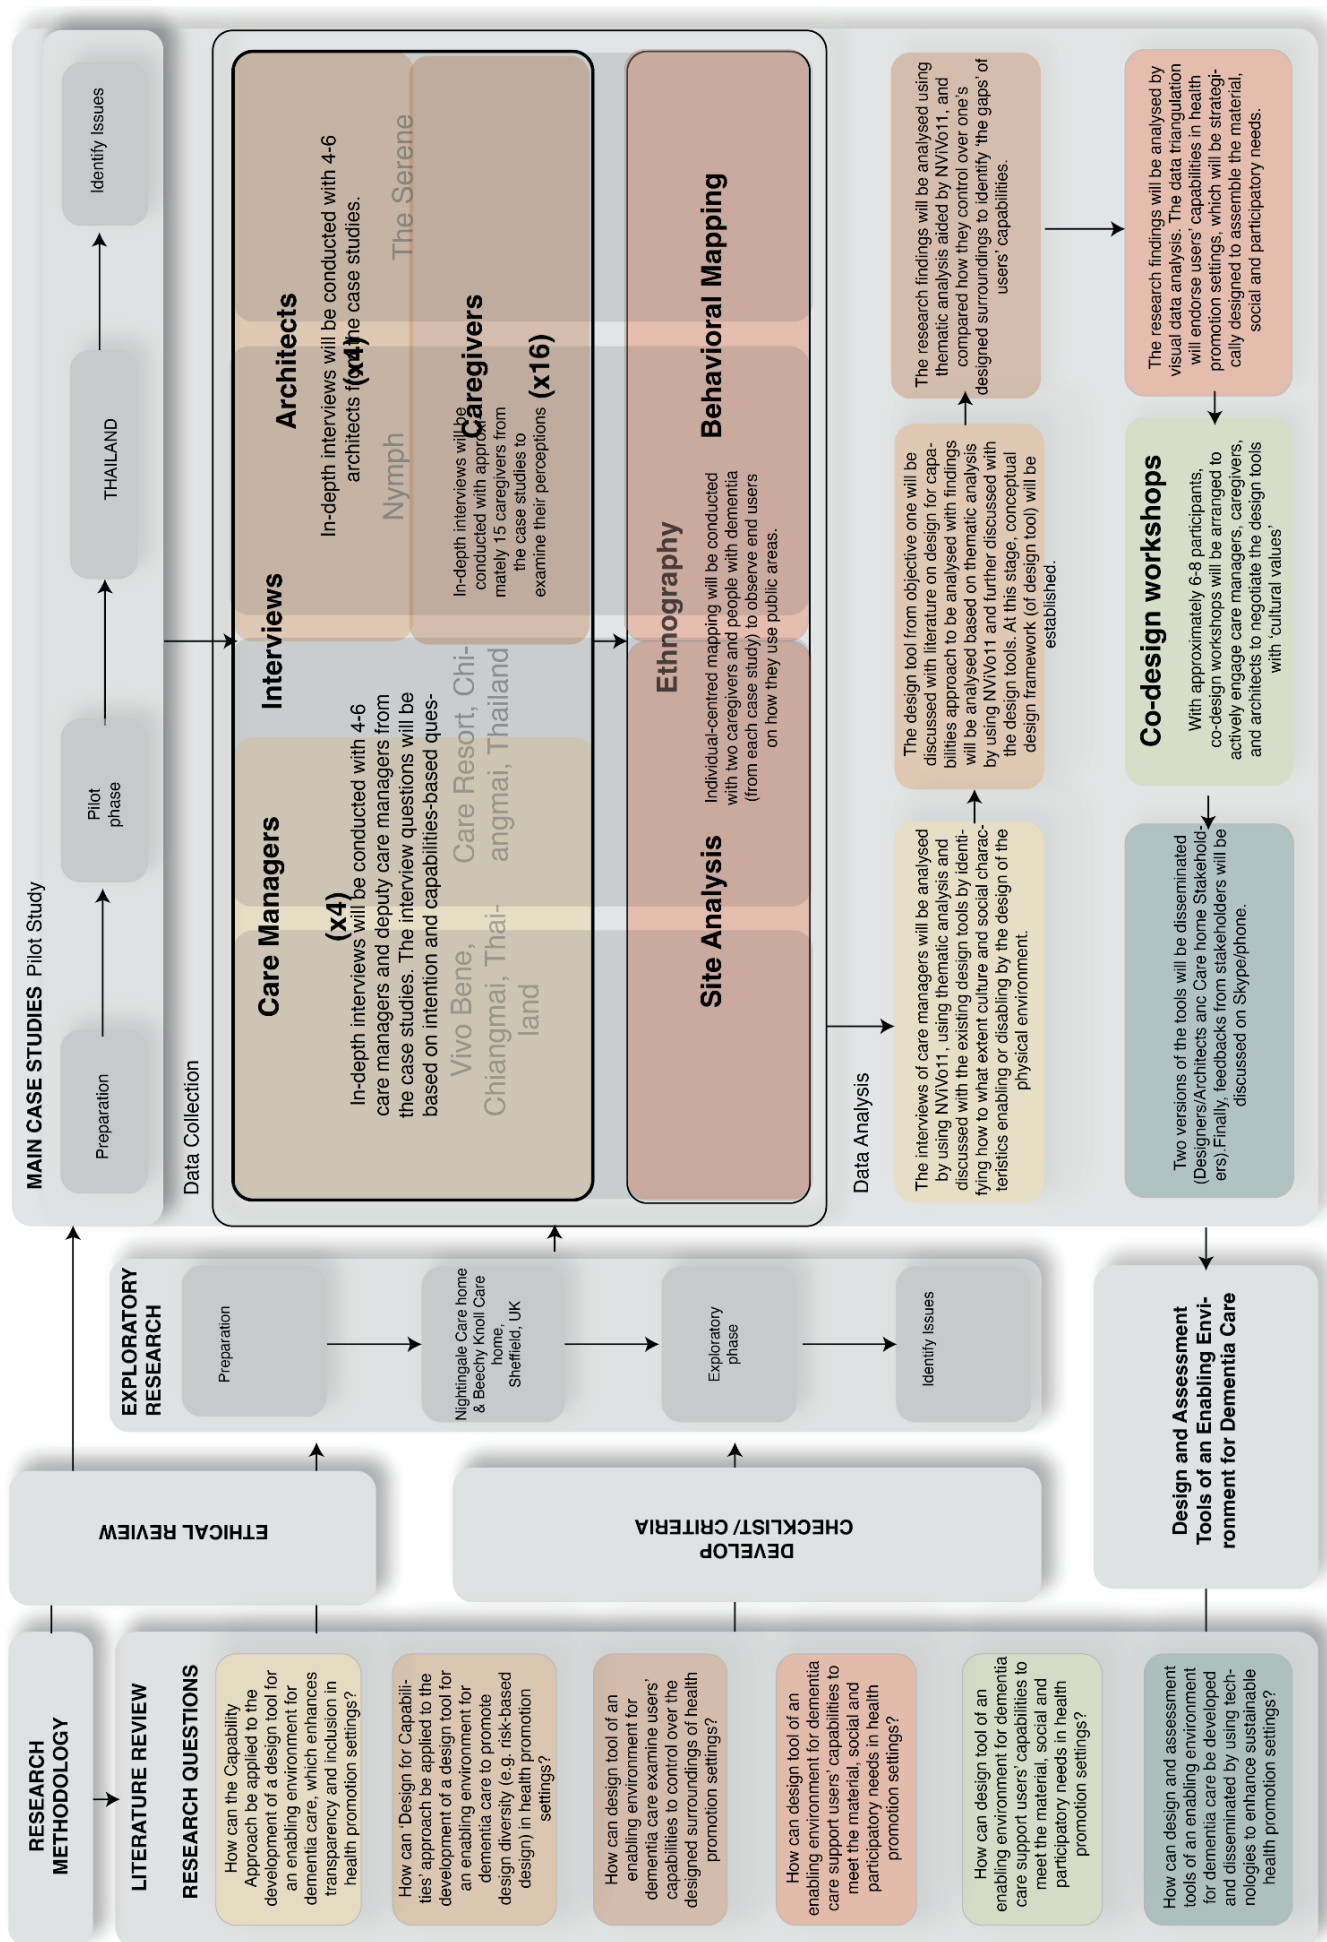 RESEARCH
METHODOLOGY
LITERATURE REVIEW
RESEARCH QUESTIONS
How can the Capability
Approach be applied to the
development of a design tool for
an enabling environment for
dementia care, which enhances
transparency and inclusion in
health promotion settings?
How can 'Design for Capabili-
ties' approach be applied to the
development of a design tool for
an enabling environment for
dementia care to promote
design diversity (e.g. risk-based
design) in health promotion
settings?
How can design tool of an
enabling environment for
dementia care examine users'
capabilities to control over the
designed surroundings of health
promotion settings?
How can design tool of an
enabling environment for dementia
care support users' capabilities to
meet the material, social and
participatory needs in health
promotion settings?
How can design tool of an
enabling environment for dementia
care support users' capabilities to
meet the material, social and
participatory needs in health
promotion settings?
How can design and assessment
tools of an enabling environment
for dementia care be developed
and disseminated by using tech-
nologies to enhance sustainable
health promotion settings?
ETHICAL REVIEW
DEVELOP
CHECKLIST/ CRITERIA
Design and Assessment
Tools of an Enabling Envi-
ronment for Dementia Care
EXPLORATORY
RESEARCH
Preparation
Nightingale Care home
& Beechy Knoll Care
home,
Sheffield, UK
Exploratory
phase
Identify Issues
MAIN CASE STUDIES Pilot Study
Preparation
Pilot
phase
THAILAND
Identify Issues
Data Collection
Care Managers
(x4)
In-depth interviews will be conducted with 4-6
care managers and deputy care managers from
the case studies. The interview questions will be
based on intention and capabilities-based ques-
Vivo Bene,
Chiangmai, Thai-
land
Care Resort, Chi-
angmai, Thailand
Interviews
Architects
In-depth interviews will be conducted with 4-6
(x4)
architects from the case studies.
Nymph
The Serene
Caregivers
(x16)
In-depth interviews will be
conducted with approxi-
mately 15 caregivers from
the case studies to
examine their perceptions
Ethnography
Site Analysis
Behavioral Mapping
Individual-centred mapping will be conducted
with two caregivers and people with dementia
(from each case study) to observe end users
on how they use public areas.
Data Analysis
The interviews of care managers will be analysed
by using NViVo11, using thematic analysis and
discussed with the existing design tools by identi-
fying how to what extent culture and social charac-
teristics enabling or disabling by the design of the
physical environment.
The design tool from objective one will be
discussed with literature on design for capa-
bilities approach to be analysed with findings
will be analysed based on thematic analysis
by using NViVo11 and further discussed with
the design tools. At this stage, conceptual
design framework (of design tool) will be
established.
The research findings will be analysed using
thematic analysis aided by NViVo11, and
compared how they control over one's
designed surroundings to identify 'the gaps' of
users' capabilities.
The research findings will be analysed by
visual data analysis. The data triangulation
will endorse users' capabilities in health
promotion settings, which will be strategi-
cally designed to assemble the material,
social and participatory needs.
Co-design workshops
With approximately 6-8 participants,
co-design workshops will be arranged to
actively engage care managers, caregivers,
and architects to negotiate the design tools
with 'cultural values'
Two versions of the tools will be disseminated
(Designers/Architects anc Care home Stakehold-
ers).Finally, feedbacks from stakeholders will be
discussed on Skype/phone.